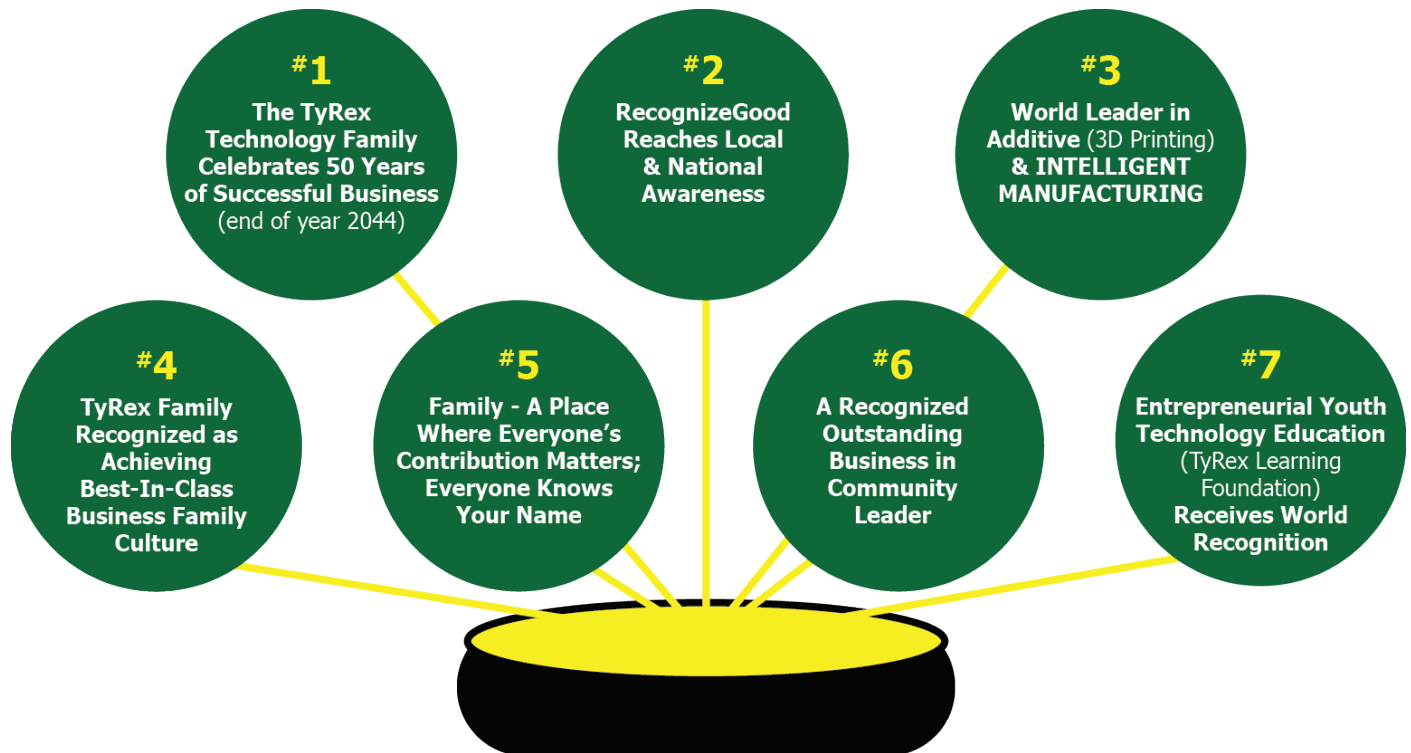 #1
The TyRex
Technology Family
Celebrates 50 Years
of Successful Business
(end of year 2044)
#2
RecognizeGood
Reaches Local
& National
Awareness
#3
World Leader in
Additive (3D Printing)
& INTELLIGENT
MANUFACTURING
#4
TyRex Family
Recognized as
Achieving
Best-In-Class
Business Family
Culture
#5
Family - A Place
Where Everyone’s
Contribution Matters;
Everyone Knows
Your Name
#6
A Recognized
Outstanding
Business in
Community
Leader
#7
Entrepreneurial Youth
Technology Education
(TyRex Learning
Foundation)
Receives World
Recognition